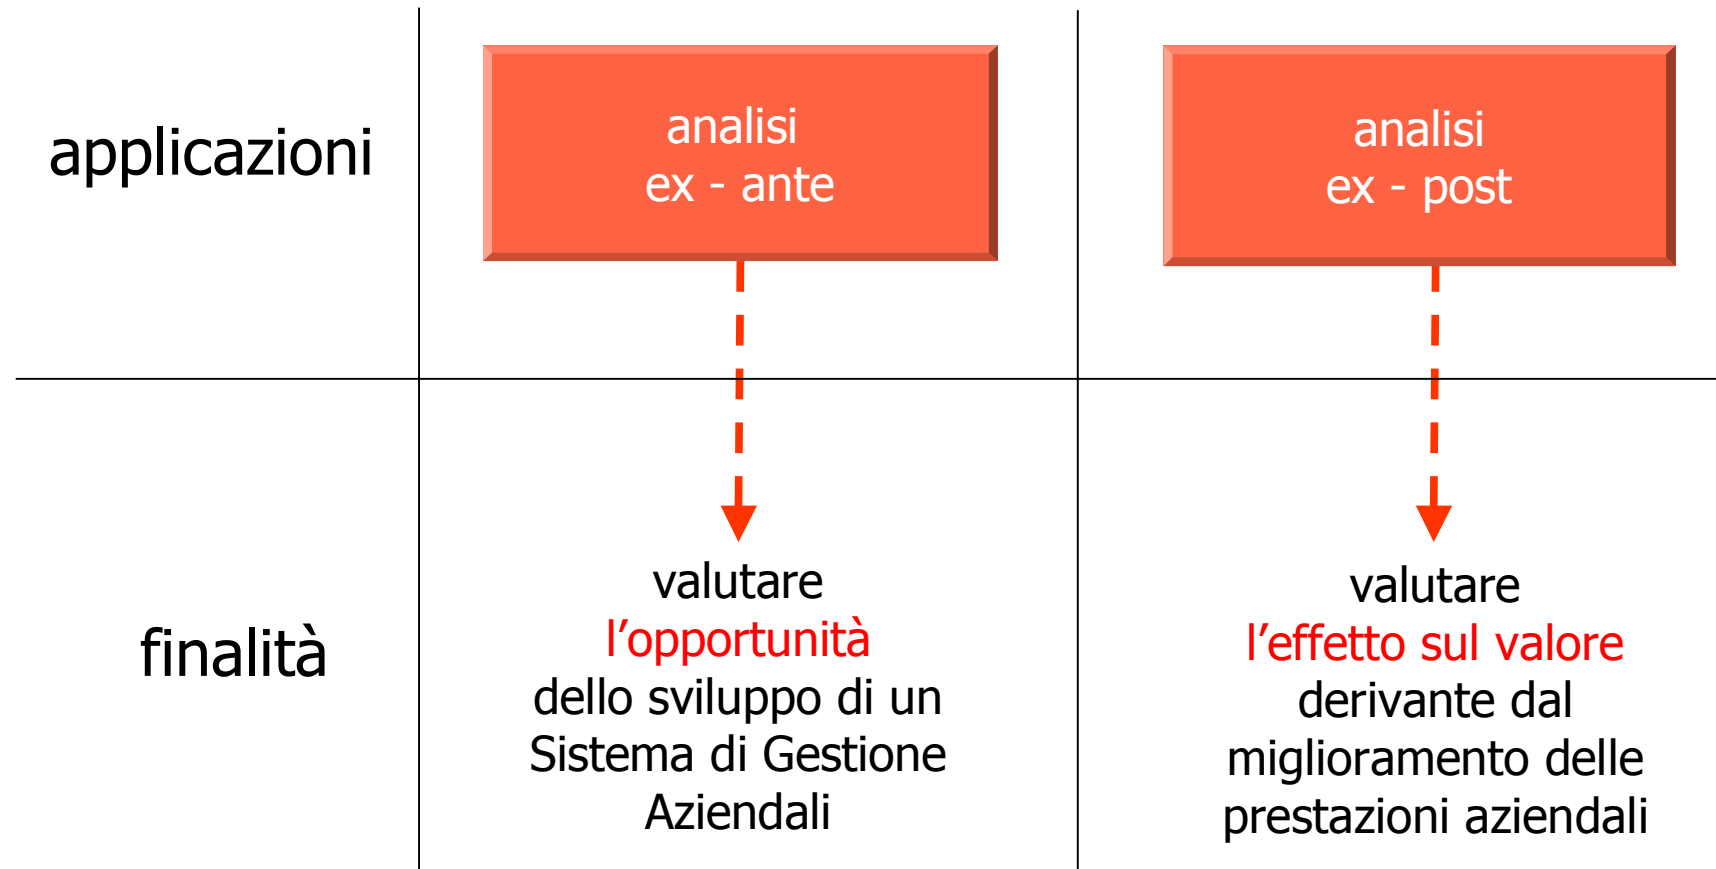 applicazioni
analisi
ex - ante
analisi
ex - post
finalità
valutare
l’opportunità
dello sviluppo di un
Sistema di Gestione
Aziendali
valutare
l’effetto sul valore
derivante dal
miglioramento delle
prestazioni aziendali